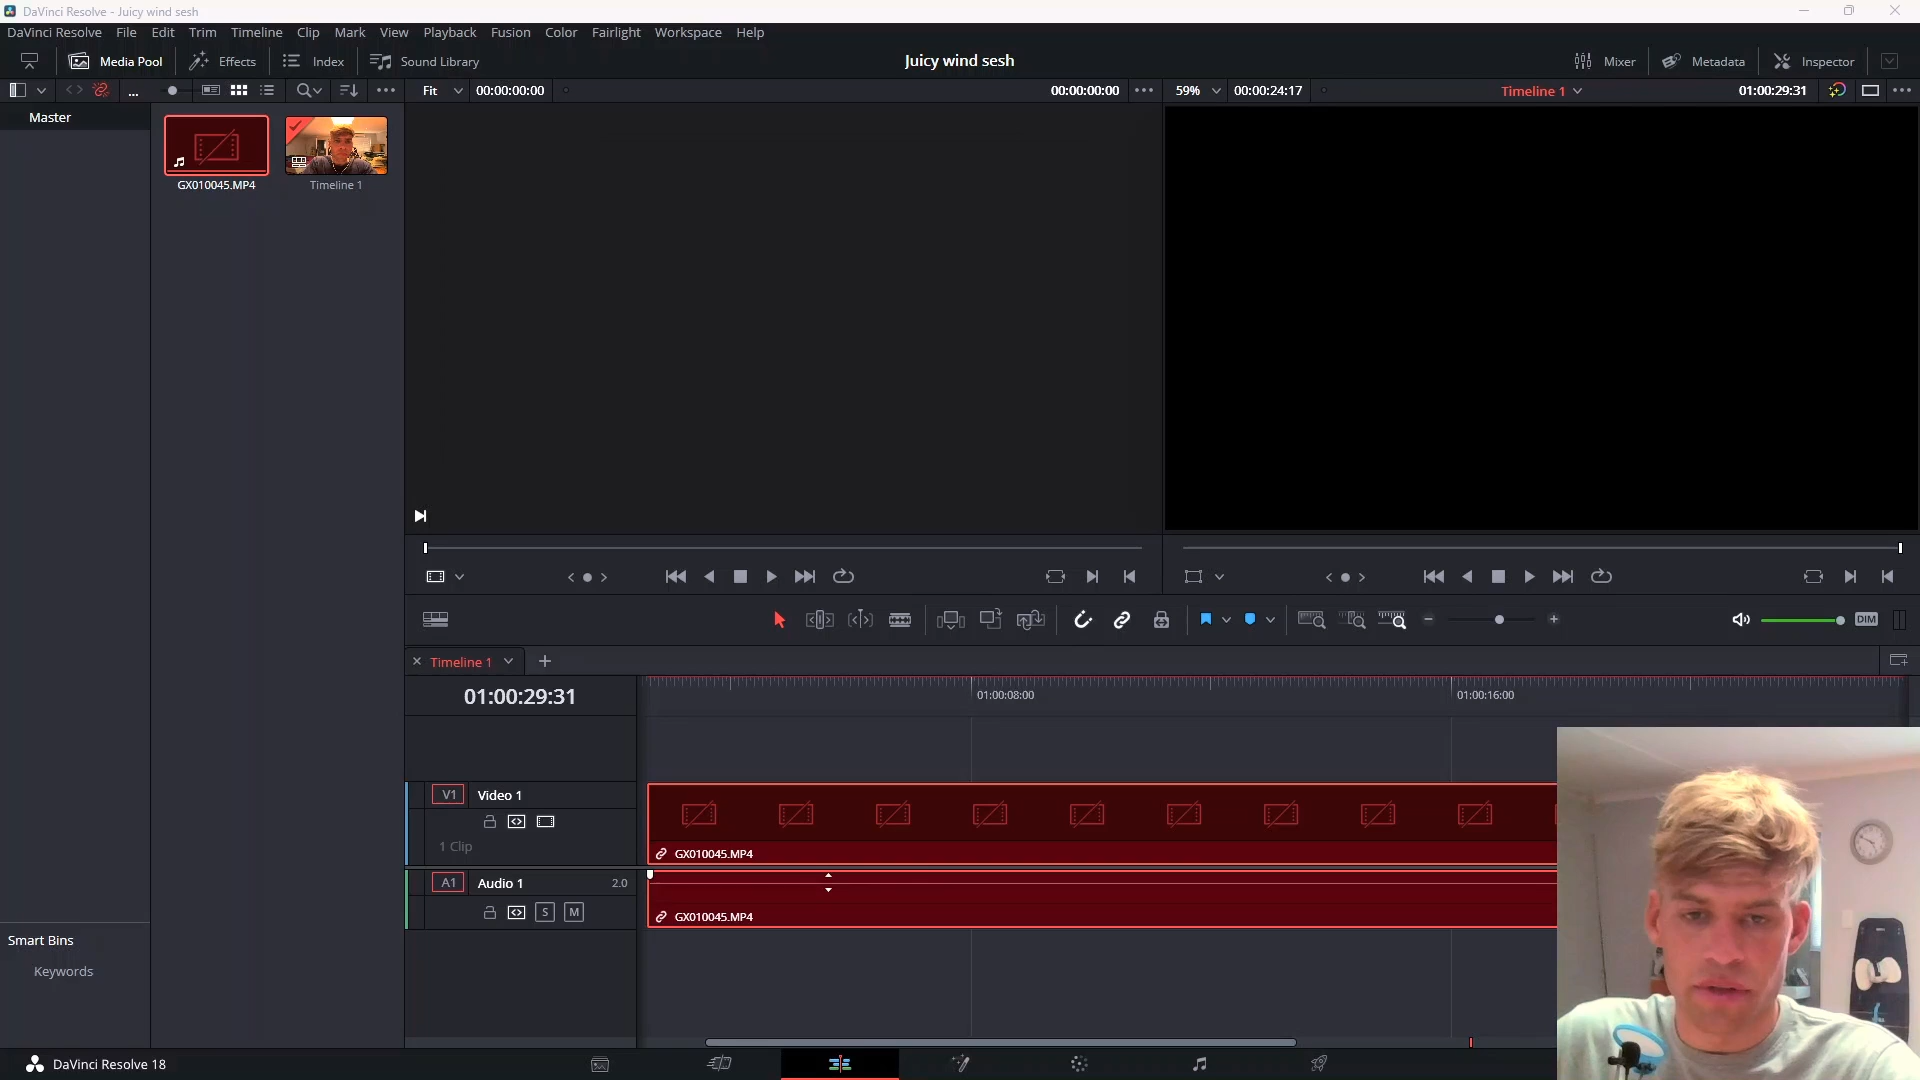 DaVinci Resolve - Juicy wind sesh
DaVinci Resolve File Edit Trim Timeline Clip Mark View Playback Fusion Color Fairlight Workspace Help
Media Pool Effects Index Sound Library Juicy wind sesh Mixer Metadata Inspector
... Fit 00:00:00:00 00:00:00:00 59% 00:00:24:17 Timeline 1 01:00:29:31
Master
GX010045.MP4 Timeline 1
DIM
Timeline 1
01:00:29:31 01:00:08:00 01:00:16:00
V1 Video 1
1 Clip
GX010045.MP4
A1 Audio 1 2.0
S M
GX010045.MP4
Smart Bins
Keywords
DaVinci Resolve 18